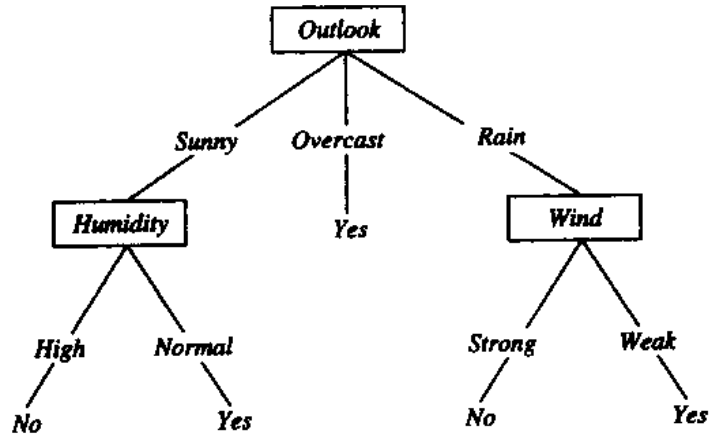 Outlook
Sunny Overcast Rain
Humidity Yes Wind
High Normal Strong Weak
No Yes No Yes